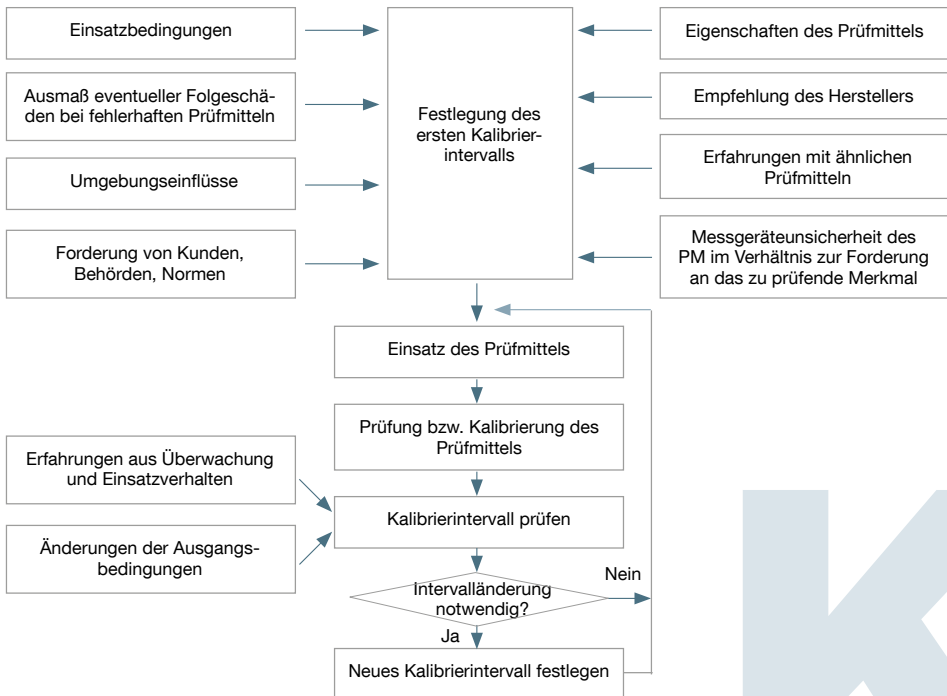 Einsatzbedingungen
Ausmaß eventueller Folgeschä-
den bei fehlerhaften Prüfmitteln
Umgebungseinflüsse
Forderung von Kunden,
Behörden, Normen
Festlegung des
ersten Kalibrier-
intervalls
Eigenschaften des Prüfmittels
Empfehlung des Herstellers
Erfahrungen mit ähnlichen
Prüfmitteln
Messgeräteunsicherheit des
PM im Verhältnis zur Forderung
an das zu prüfende Merkmal
Einsatz des Prüfmittels
Prüfung bzw. Kalibrierung des
Prüfmittels
Erfahrungen aus Überwachung
und Einsatzverhalten
Änderungen der Ausgangs-
bedingungen
Kalibrierintervall prüfen
Intervalländerung
notwendig?
Nein
Ja
Neues Kalibrierintervall festlegen
K